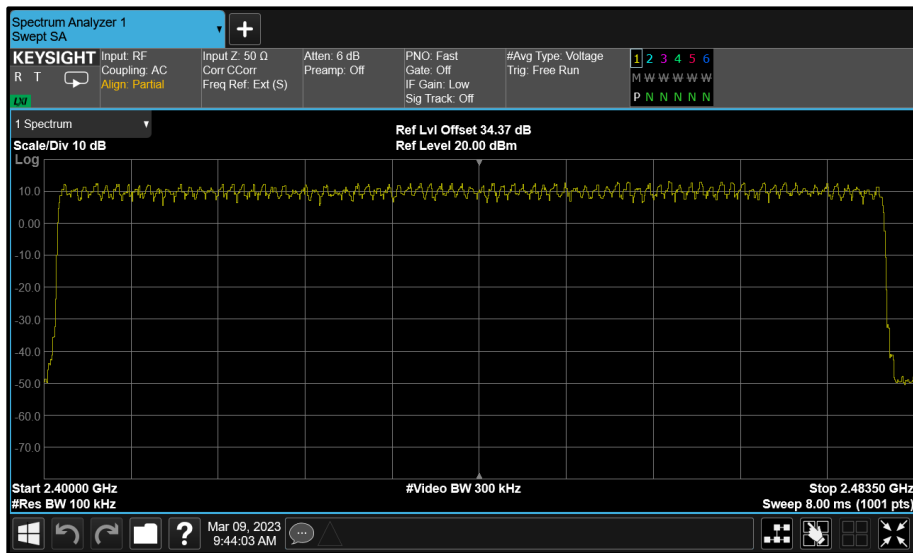 Spectrum Analyzer 1
Swept SA
KEYSIGHT
R T
LXI
Input: RF
Coupling: AC
Align: Partial
Input Z: 50 Ω
Corr CCorr
Freq Ref: Ext (S)
Atten: 6 dB
Preamp: Off
PNO: Fast
Gate: Off
IF Gain: Low
Sig Track: Off
#Avg Type: Voltage
Trig: Free Run
1 2 3 4 5 6
M W W W W W
P N N N N N
1 Spectrum
Scale/Div 10 dB
Ref Lvl Offset 34.37 dB
Ref Level 20.00 dBm
Log
10.0
0.00
-10.0
-20.0
-30.0
-40.0
-50.0
-60.0
-70.0
Start 2.40000 GHz
#Res BW 100 kHz
#Video BW 300 kHz
Stop 2.48350 GHz
Sweep 8.00 ms (1001 pts)
?
Mar 09, 2023
9:44:03 AM